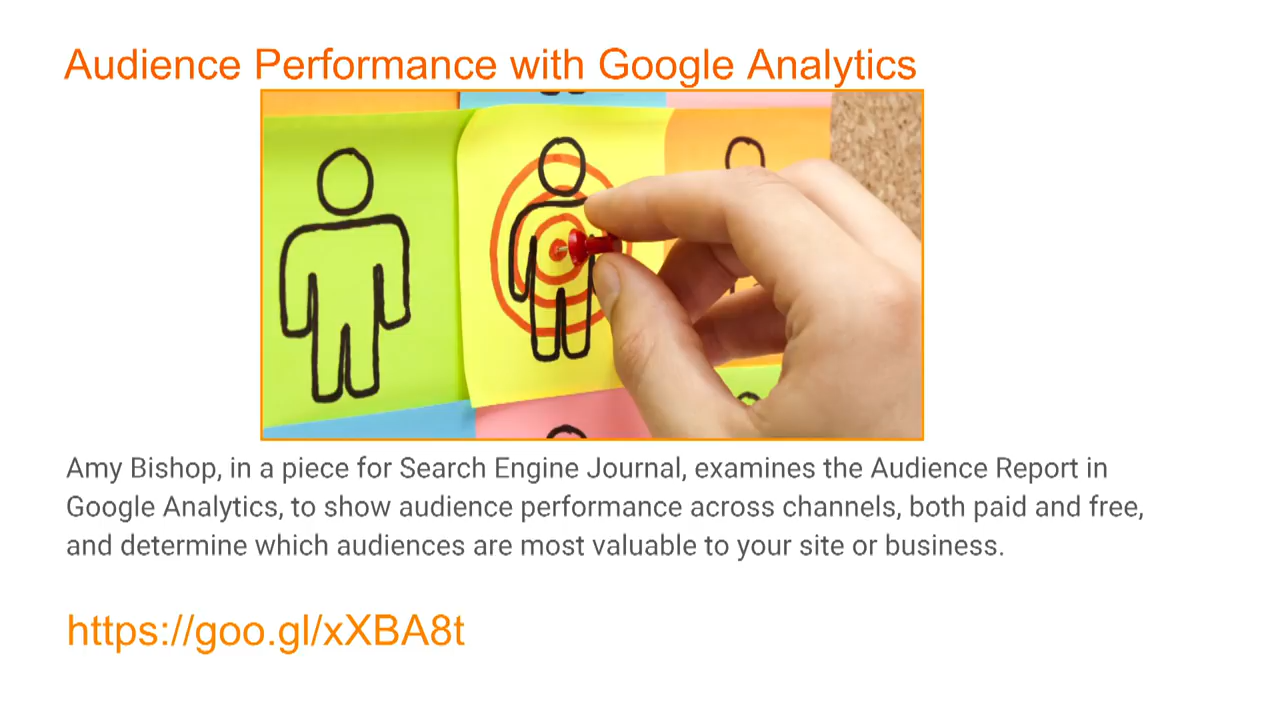 Audience Performance with Google Analytics
Amy Bishop, in a piece for Search Engine Journal, examines the Audience Report in
Google Analytics, to show audience performance across channels, both paid and free,
and determine which audiences are most valuable to your site or business.
https://goo.gl/xXBA8t